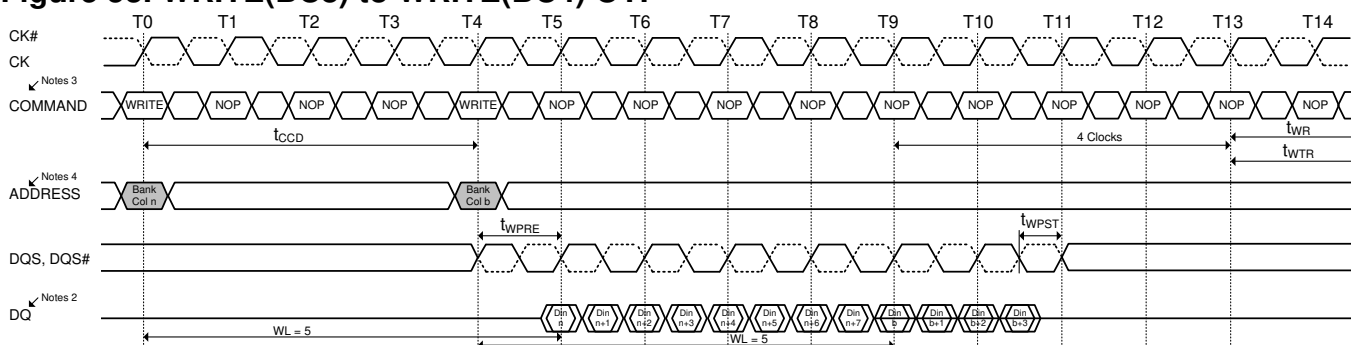 T0 T1 T2 T3 T4 T5 T6 T7 T8 T9 T10 T11 T12 T13 T14
CK#
CK
Notes 3
COMMAND WRITE NOP NOP NOP WRITE NOP NOP NOP NOP NOP NOP NOP NOP NOP NOP
tCCD 4 Clocks tWR
tWTR
Notes 4
ADDRESS Bank Col n Bank Col b
tWPRE tWPST
DQS, DQS#
Notes 2
DQ Din n Din n+1 Din n+2 Din n+3 Din n+4 Din n+5 Din n+6 Din n+7 Din b Din b+1 Din b+2 Din b+3
WL = 5 WL = 5